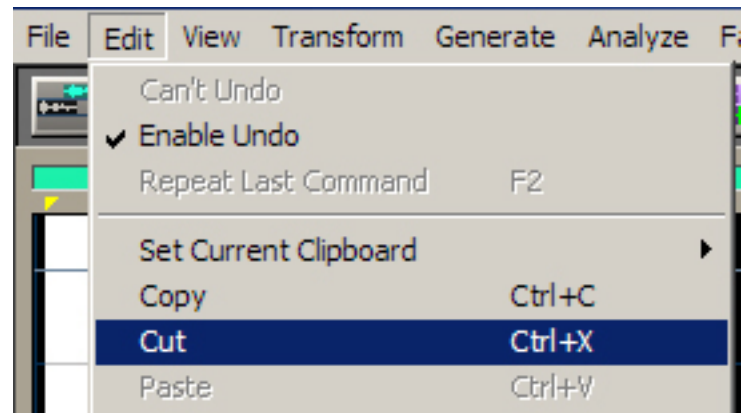 File Edit View Transform Generate Analyze
Can't Undo
Enable Undo
Repeat Last Command F2
Set Current Clipboard
Copy Ctrl+C
Cut Ctrl+X
Paste Ctrl+V